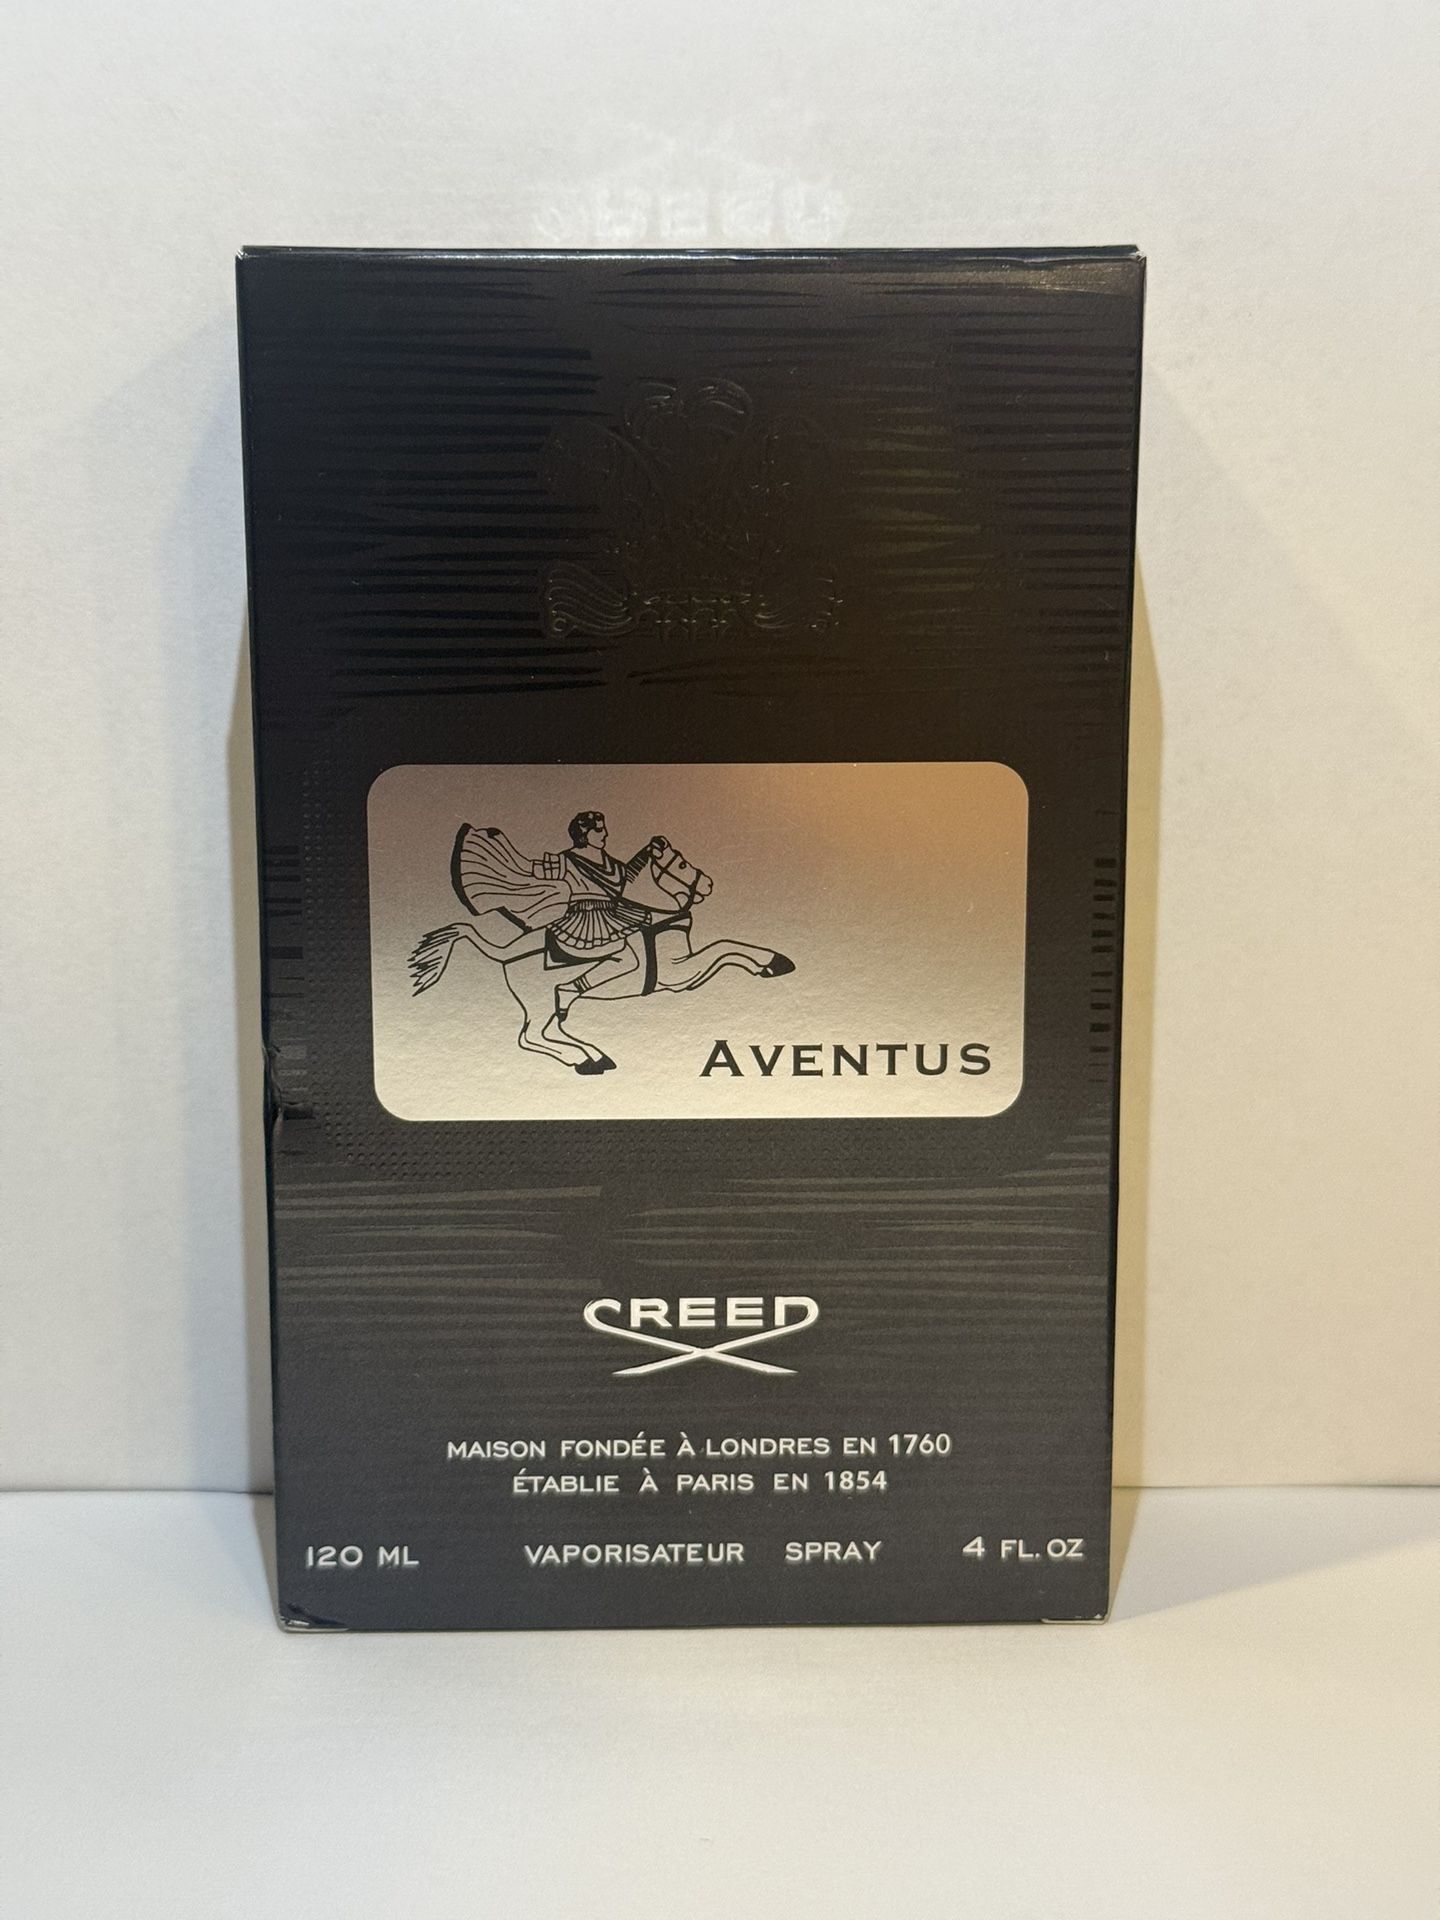 AVENTUS
CREED
MAISON FONDÉE À LONDRES EN 1760
ÉTABLIE À PARIS EN 1854
120 ML VAPORISATEUR SPRAY 4 FL. OZ